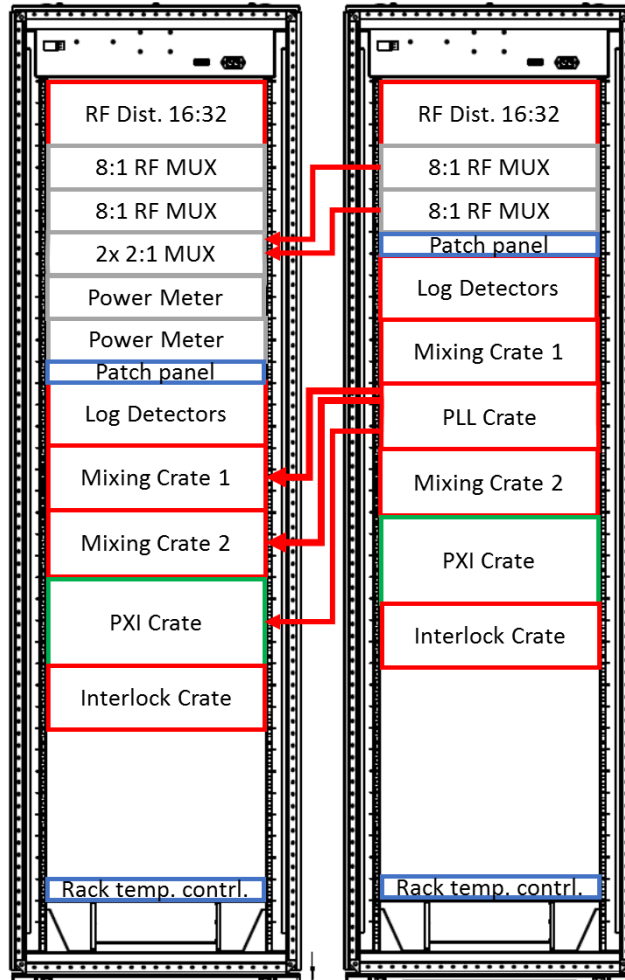 RF Dist. 16:32
8:1 RF MUX
8:1 RF MUX
2x 2:1 MUX
Power Meter
Power Meter
Patch panel
Log Detectors
Mixing Crate 1
Mixing Crate 2
PXI Crate
Interlock Crate
Rack temp. contrl.
RF Dist. 16:32
8:1 RF MUX
8:1 RF MUX
Patch panel
Log Detectors
Mixing Crate 1
PLL Crate
Mixing Crate 2
PXI Crate
Interlock Crate
Rack temp. contrl.